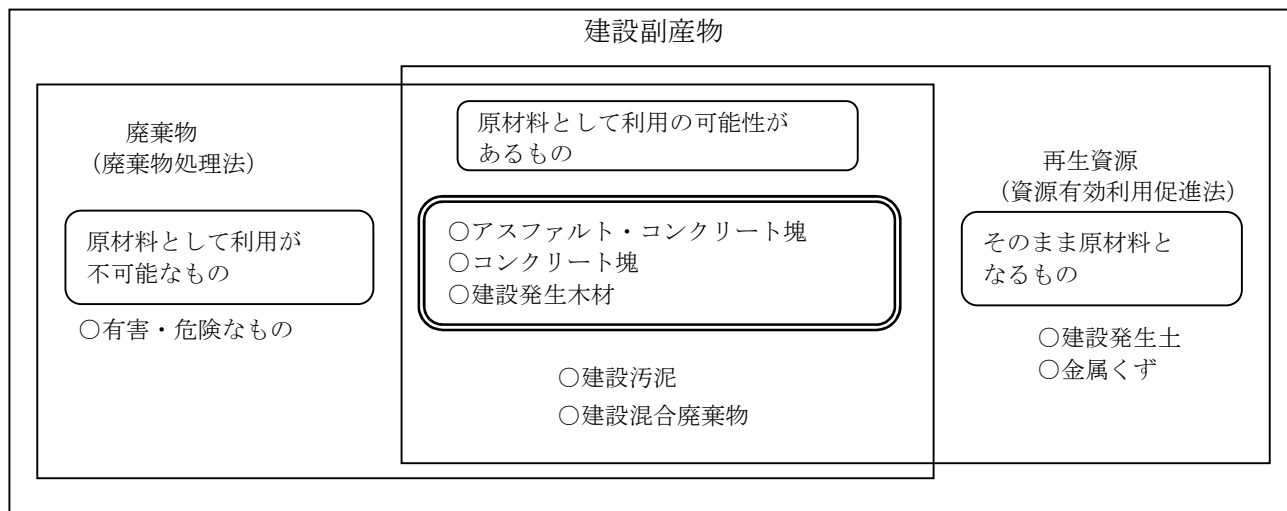 建設副産物
廃棄物
（廃棄物処理法）
原材料として利用が
不可能なもの
○有害・危険なもの
原材料として利用の可能性が
あるもの
○アスファルト・コンクリート塊
○コンクリート塊
○建設発生木材
○建設汚泥
○建設混合廃棄物
再生資源
（資源有効利用促進法）
そのまま原材料と
なるもの
○建設発生土
○金属くず